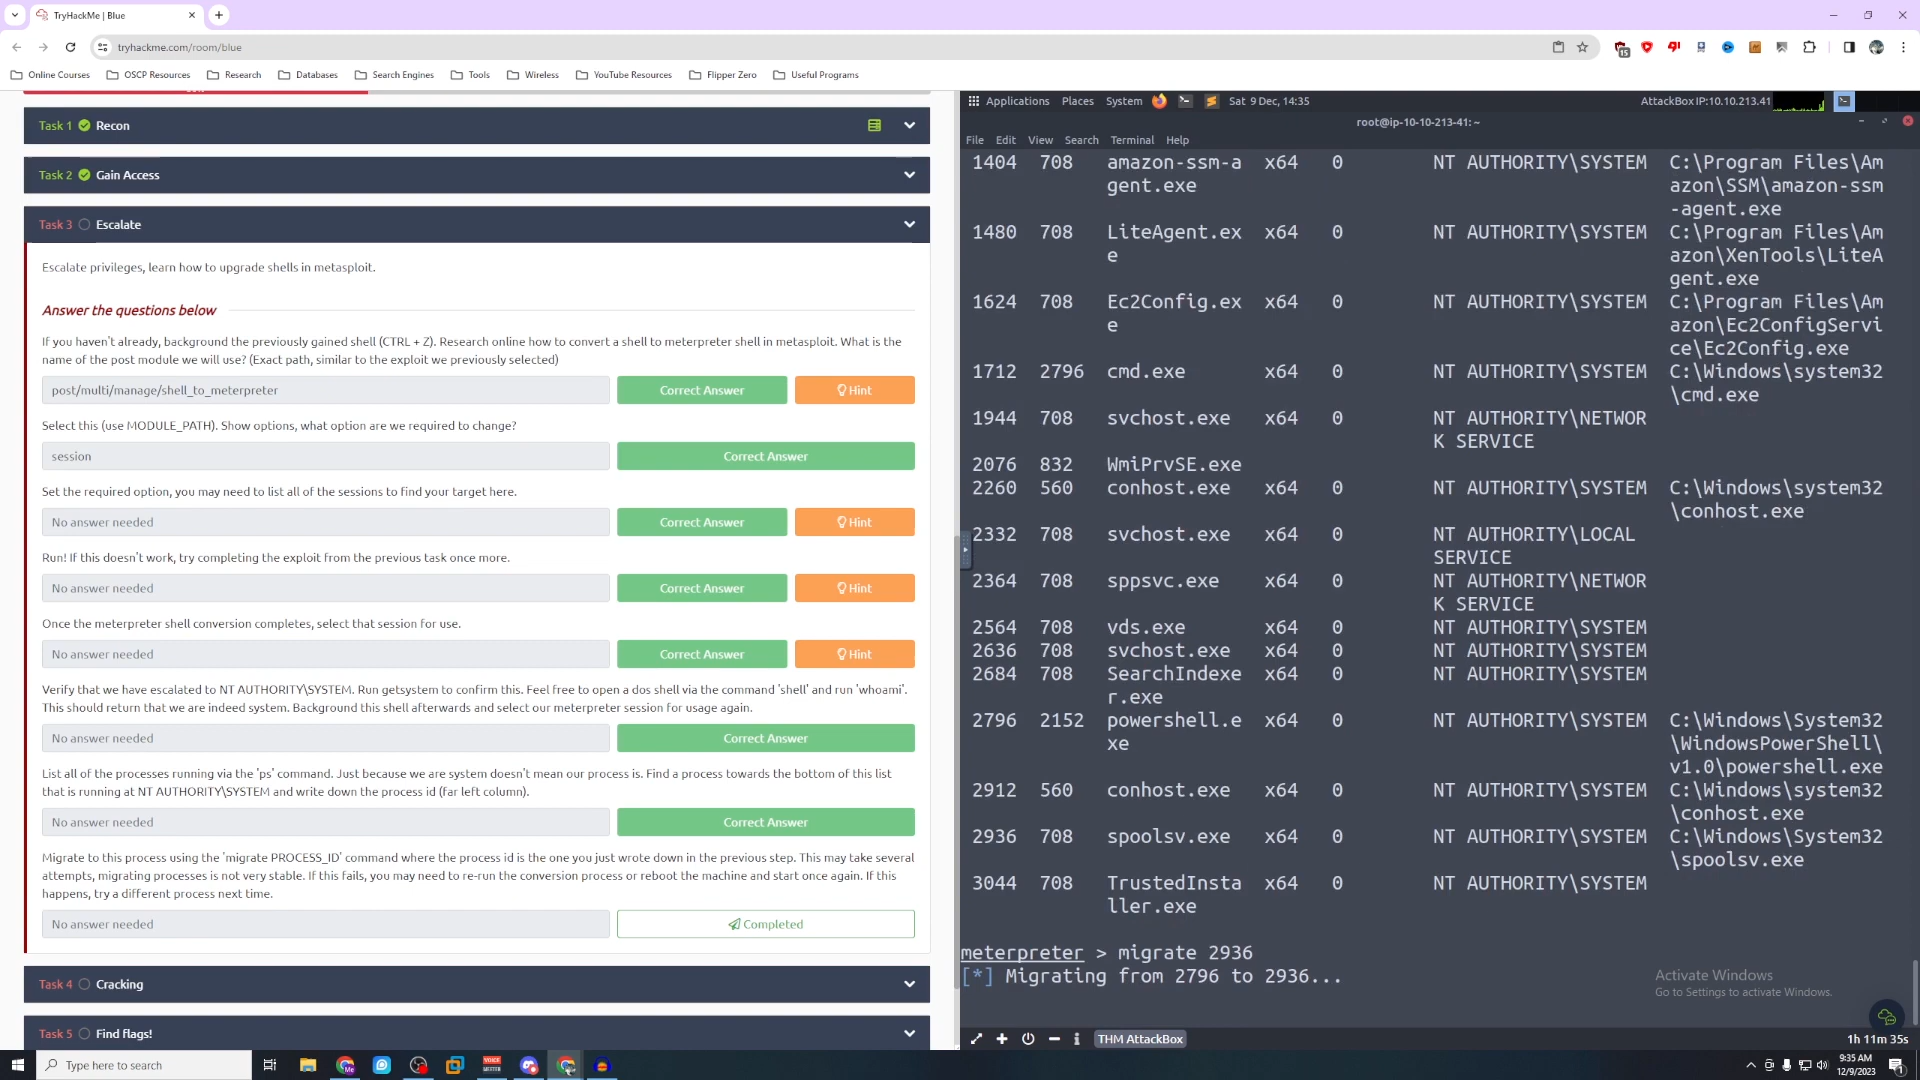 TryHackMe | Blue
tryhackme.com/room/blue
15
Online Courses
OSCP Resources
Research
Databases
Search Engines
Tools
Wireless
YouTube Resources
Flipper Zero
Useful Programs
Task 1 Recon
Task 2 Gain Access
Task 3 Escalate
Escalate privileges, learn how to upgrade shells in metasploit.
Answer the questions below
If you haven't already, background the previously gained shell (CTRL + Z). Research online how to convert a shell to meterpreter shell in metasploit. What is the
name of the post module we will use? (Exact path, similar to the exploit we previously selected)
post/multi/manage/shell_to_meterpreter
Correct Answer
Hint
Select this (use MODULE_PATH). Show options, what option are we required to change?
session
Correct Answer
Set the required option, you may need to list all of the sessions to find your target here.
No answer needed
Correct Answer
Hint
Run! If this doesn't work, try completing the exploit from the previous task once more.
No answer needed
Correct Answer
Hint
Once the meterpreter shell conversion completes, select that session for use.
No answer needed
Correct Answer
Hint
Verify that we have escalated to NT AUTHORITY\SYSTEM. Run getsystem to confirm this. Feel free to open a dos shell via the command 'shell' and run 'whoami'.
This should return that we are indeed system. Background this shell afterwards and select our meterpreter session for usage again.
No answer needed
Correct Answer
List all of the processes running via the 'ps' command. Just because we are system doesn't mean our process is. Find a process towards the bottom of this list
that is running at NT AUTHORITY\SYSTEM and write down the process id (far left column).
No answer needed
Correct Answer
Migrate to this process using the 'migrate PROCESS_ID' command where the process id is the one you just wrote down in the previous step. This may take several
attempts, migrating processes is not very stable. If this fails, you may need to re-run the conversion process or reboot the machine and start once again. If this
happens, try a different process next time.
No answer needed
Completed
Task 4 Cracking
Task 5 Find flags!
Applications Places System Sat 9 Dec, 14:35 AttackBox IP:10.10.213.41
root@ip-10-10-213-41: ~
File Edit View Search Terminal Help
1404 708 amazon-ssm-a x64 0 NT AUTHORITY\SYSTEM C:\Program Files\Am
gent.exe azon\SSM\amazon-ssm
-agent.exe
1480 708 LiteAgent.ex x64 0 NT AUTHORITY\SYSTEM C:\Program Files\Am
e azon\XenTools\LiteA
gent.exe
1624 708 Ec2Config.ex x64 0 NT AUTHORITY\SYSTEM C:\Program Files\Am
e azon\Ec2ConfigServi
ce\Ec2Config.exe
1712 2796 cmd.exe x64 0 NT AUTHORITY\SYSTEM C:\Windows\system32
\cmd.exe
1944 708 svchost.exe x64 0 NT AUTHORITY\NETWOR
K SERVICE
2076 832 WmiPrvSE.exe
2260 560 conhost.exe x64 0 NT AUTHORITY\SYSTEM C:\Windows\system32
\conhost.exe
2332 708 svchost.exe x64 0 NT AUTHORITY\LOCAL
SERVICE
2364 708 sppsvc.exe x64 0 NT AUTHORITY\NETWOR
K SERVICE
2564 708 vds.exe x64 0 NT AUTHORITY\SYSTEM
2636 708 svchost.exe x64 0 NT AUTHORITY\SYSTEM
2684 708 SearchIndexe x64 0 NT AUTHORITY\SYSTEM
r.exe
2796 2152 powershell.e x64 0 NT AUTHORITY\SYSTEM C:\Windows\System32
xe \WindowsPowerShell\
v1.0\powershell.exe
2912 560 conhost.exe x64 0 NT AUTHORITY\SYSTEM C:\Windows\system32
\conhost.exe
2936 708 spoolsv.exe x64 0 NT AUTHORITY\SYSTEM C:\Windows\System32
\spoolsv.exe
3044 708 TrustedInsta x64 0 NT AUTHORITY\SYSTEM
ller.exe
meterpreter > migrate 2936
[*] Migrating from 2796 to 2936...
Activate Windows
Go to Settings to activate Windows.
THM AttackBox
1h 11m 35s
Type here to search
9:35 AM
12/9/2023